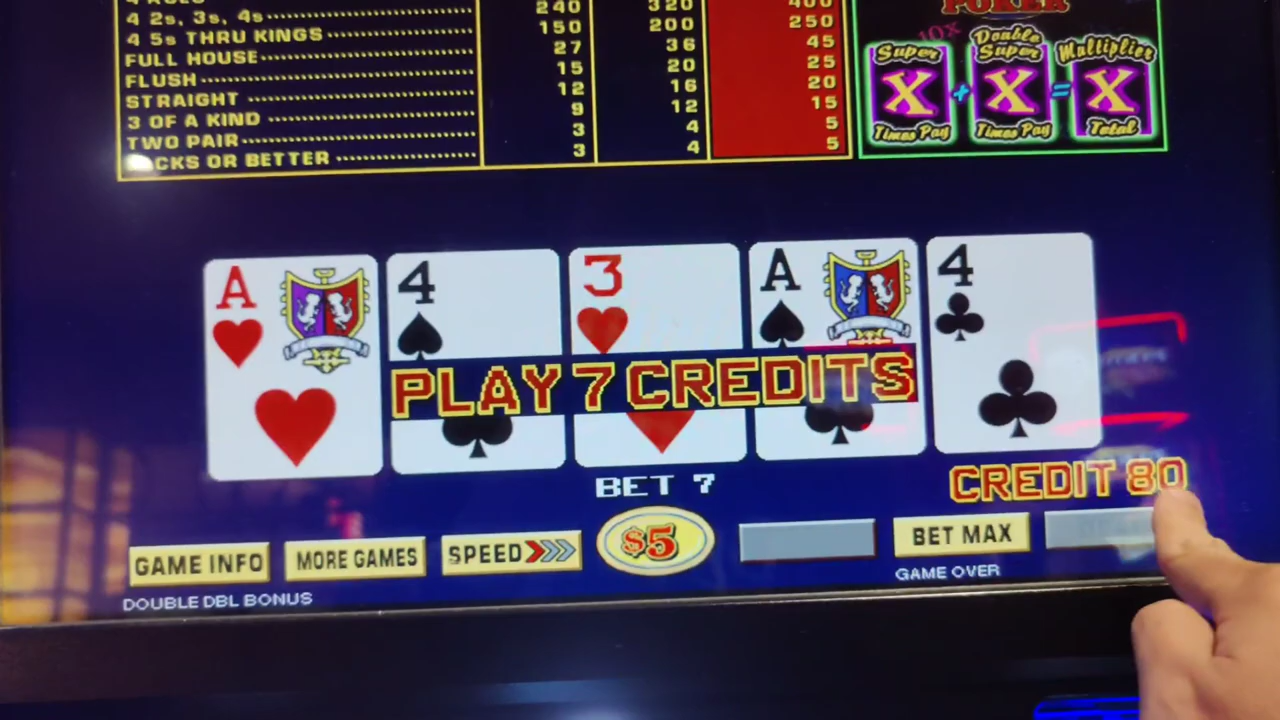 240 320 400
4 2s, 3s, 4s 150 200 250
4 5s THRU KINGS 27 36 45
FULL HOUSE 15 20 25
FLUSH 12 16 20
STRAIGHT 9 12 15
3 OF A KIND 3 4 5
TWO PAIR 3 4 5
CKS OR BETTER
POKER
10x
Super X Times Pay
+
Double Super X Times Pay
=
Multiplier X Total
A 4 3 A 4
PLAY 7 CREDITS
BET 7
CREDIT 80
GAME INFO
MORE GAMES
SPEED
$5
BET MAX
GAME OVER
DOUBLE DBL BONUS